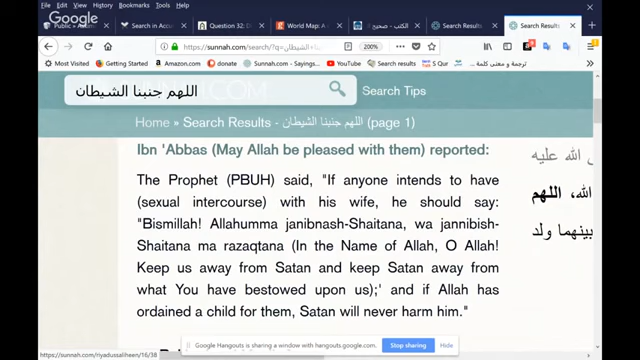 File Edit View History Bookmarks Tools Help
Google
Search in Acco
Question 32: D
World Map: A W
الكتب - صحيح
Search Results
Search Results
https://sunnah.com/search/?q=
200%
Search
Most Visited Getting Started Amazon.com donate Sunnah.com - Sayings Search results S Qur ترجمة و معنى كلمة
اللهم جنبنا الشيطان
Search Tips
Home » Search Results - اللهم جنبنا الشيطان (page 1)
Ibn 'Abbas (May Allah be pleased with them) reported:
The Prophet (PBUH) said, "If anyone intends to have
(sexual intercourse) with his wife, he should say:
"Bismillah! Allahumma janibnash-Shaitana, wa jannibish-
Shaitana ma razaqtana (In the Name of Allah, O Allah!
Keep us away from Satan and keep Satan away from
what You have bestowed upon us);' and if Allah has
ordained a child for them, Satan will never harm him."
الله عليه
الله، اللهم
بينهما ولد
Google Hangouts is sharing a window with hangouts.google.com.
Stop sharing
Hide
https://sunnah.com/riyadussaliheen/16/38